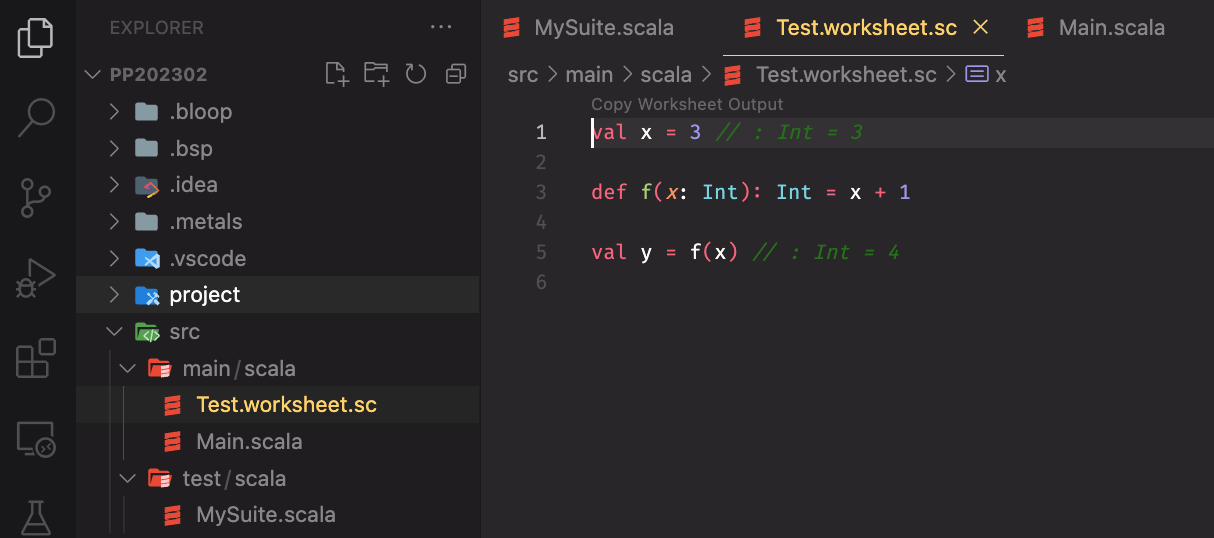 EXPLORER
PP202302
.bloop
.bsp
.idea
.metals
.vscode
project
src
main/scala
Test.worksheet.sc
Main.scala
test/scala
MySuite.scala
MySuite.scala Test.worksheet.sc Main.scala
src > main > scala > Test.worksheet.sc > x
Copy Worksheet Output
1 val x = 3 // : Int = 3
2
3 def f(x: Int): Int = x + 1
4
5 val y = f(x) // : Int = 4
6